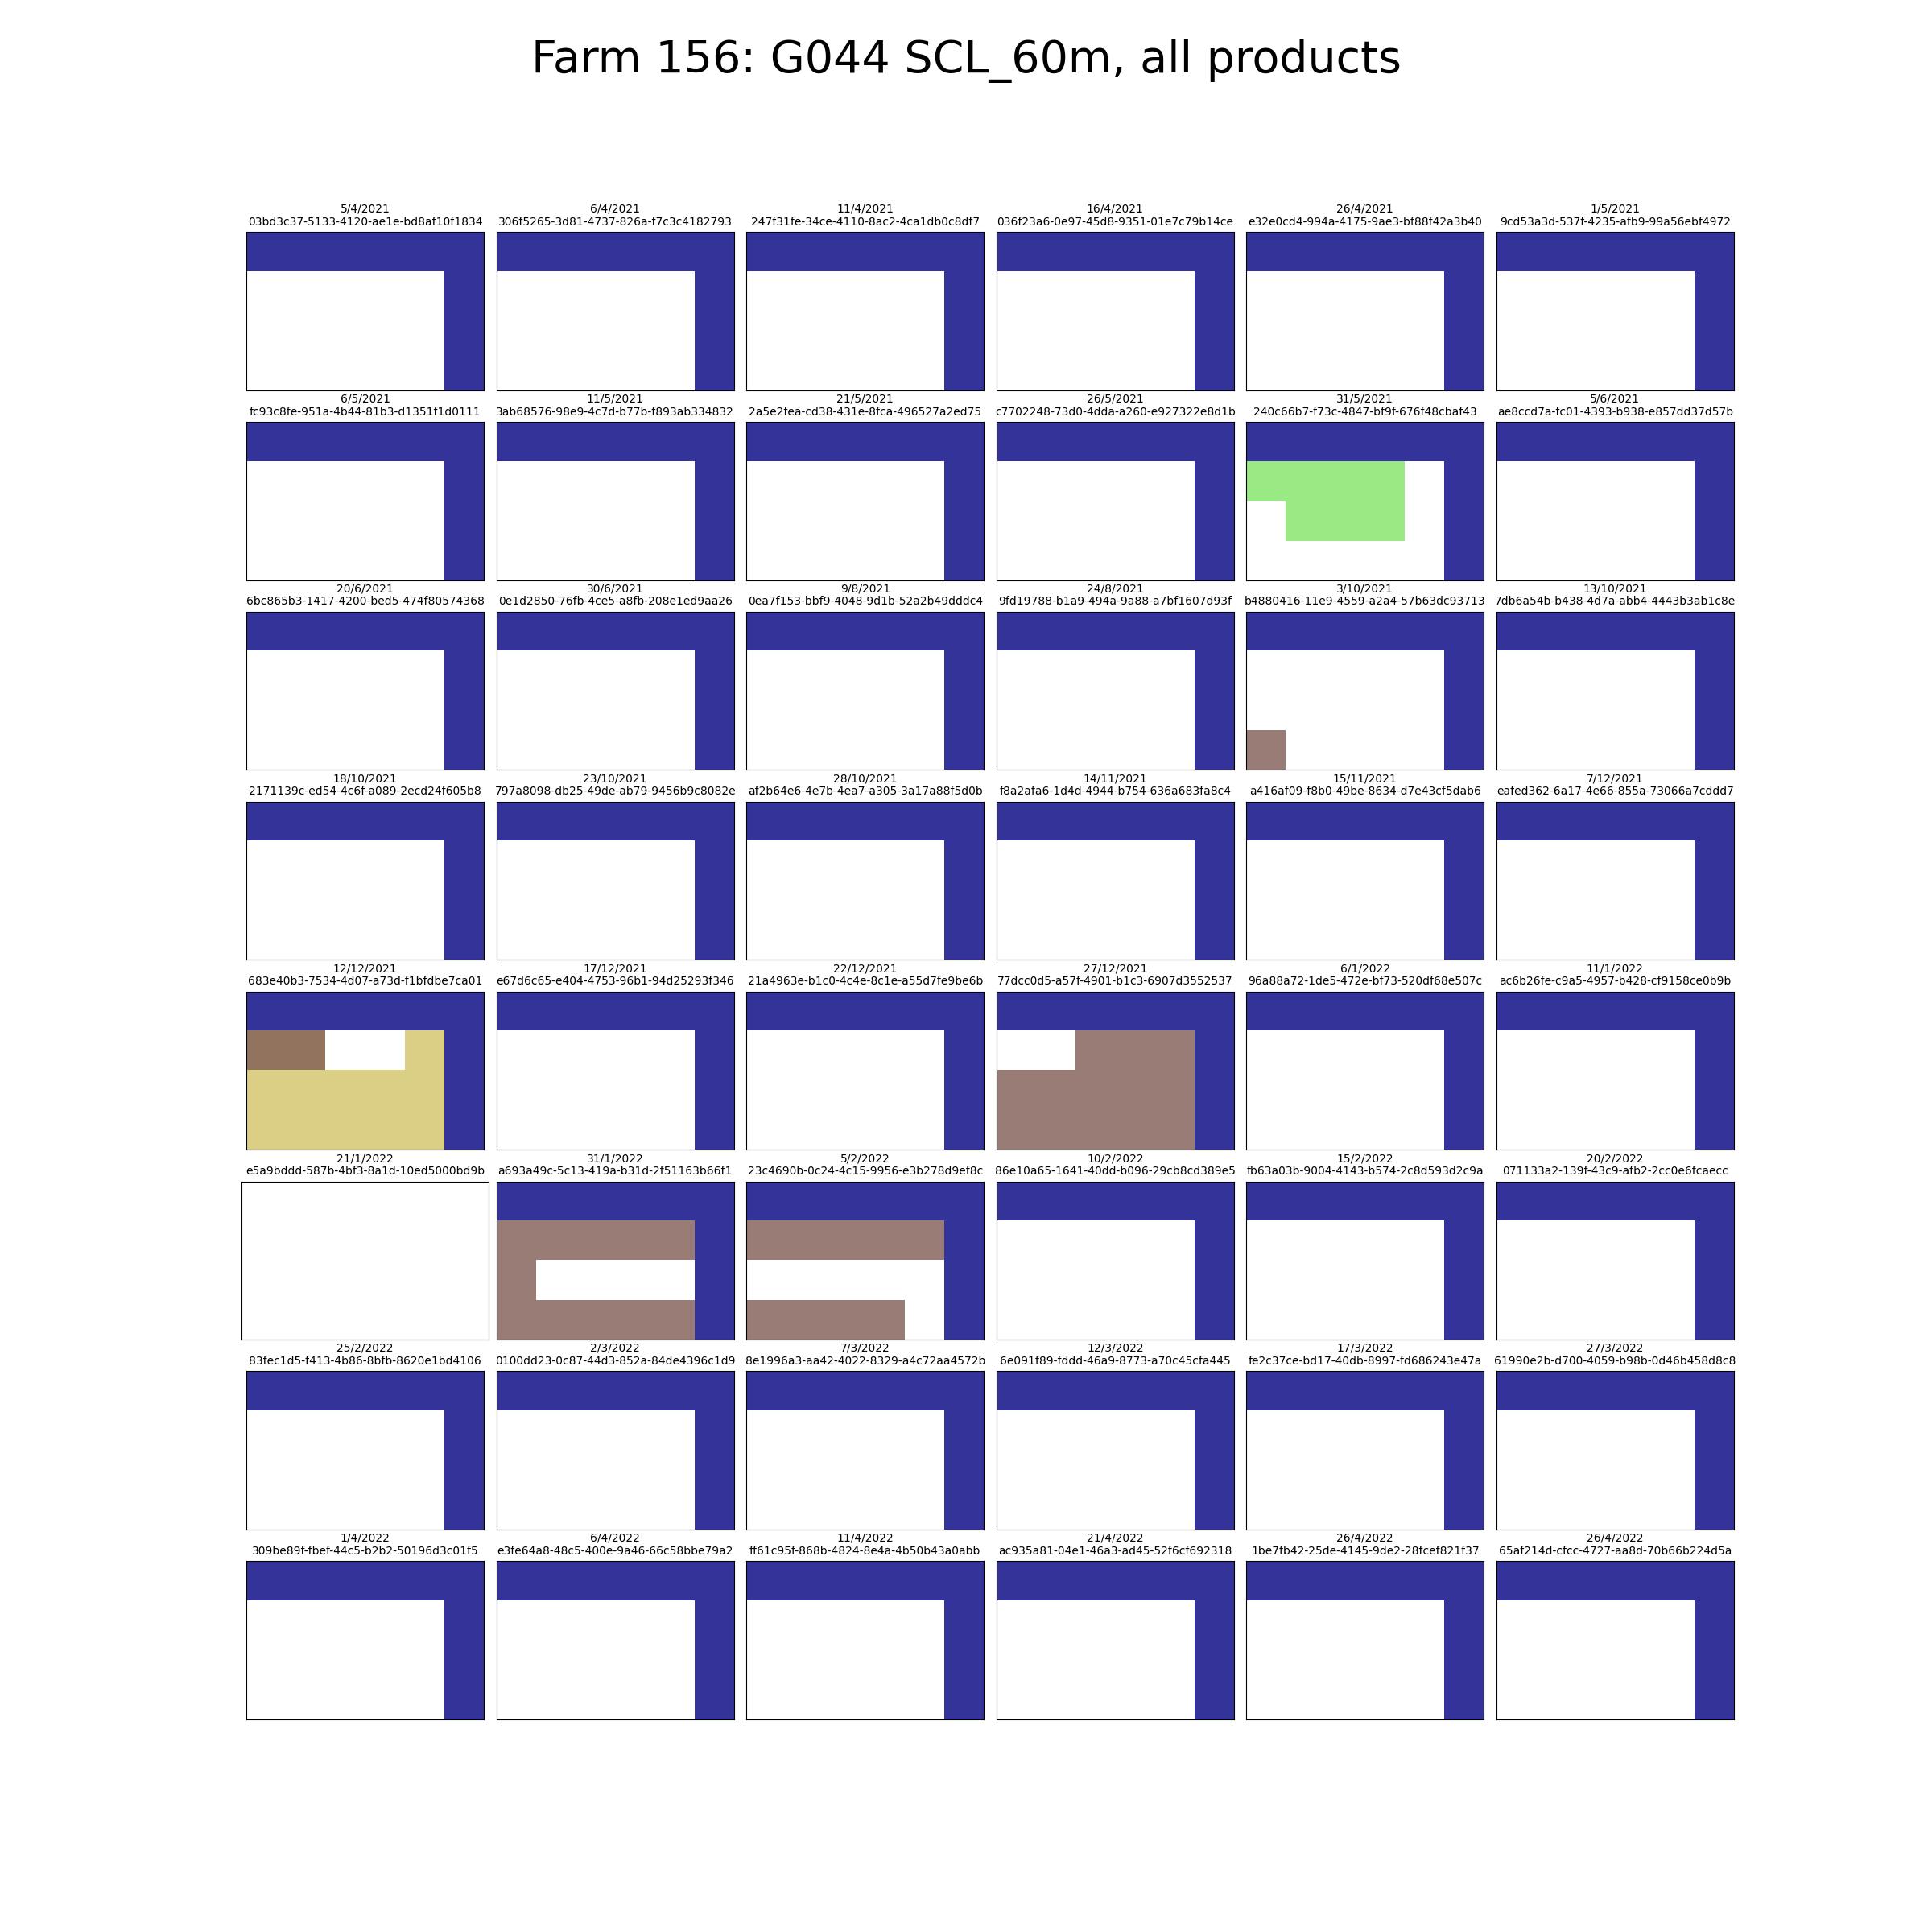 Farm 156: G044 SCL_60m, all products
5/4/2021
03bd3c37-5133-4120-ae1e-bd8af10f1834
6/4/2021
306f5265-3d81-4737-826a-f7c3c4182793
11/4/2021
247f31fe-34ce-4110-8ac2-4ca1db0c8df7
16/4/2021
036f23a6-0e97-45d8-9351-01e7c79b14ce
26/4/2021
e32e0cd4-994a-4175-9ae3-bf88f42a3b40
1/5/2021
9cd53a3d-537f-4235-afb9-99a56ebf4972
6/5/2021
fc93c8fe-951a-4b44-81b3-d1351f1d0111
11/5/2021
3ab68576-98e9-4c7d-b77b-f893ab334832
21/5/2021
2a5e2fea-cd38-431e-8fca-496527a2ed75
26/5/2021
c7702248-73d0-4dda-a260-e927322e8d1b
31/5/2021
240c66b7-f73c-4847-bf9f-676f48cbaf43
5/6/2021
ae8ccd7a-fc01-4393-b938-e857dd37d57b
20/6/2021
6bc865b3-1417-4200-bed5-474f80574368
30/6/2021
0e1d2850-76fb-4ce5-a8fb-208e1ed9aa26
9/8/2021
0ea7f153-bbf9-4048-9d1b-52a2b49dddc4
24/8/2021
9fd19788-b1a9-494a-9a88-a7bf1607d93f
3/10/2021
b4880416-11e9-4559-a2a4-57b63dc93713
13/10/2021
7db6a54b-b438-4d7a-abb4-4443b3ab1c8e
18/10/2021
2171139c-ed54-4c6f-a089-2ecd24f605b8
23/10/2021
797a8098-db25-49de-ab79-9456b9c8082e
28/10/2021
af2b64e6-4e7b-4ea7-a305-3a17a88f5d0b
14/11/2021
f8a2afa6-1d4d-4944-b754-636a683fa8c4
15/11/2021
a416af09-f8b0-49be-8634-d7e43cf5dab6
7/12/2021
eafed362-6a17-4e66-855a-73066a7cddd7
12/12/2021
683e40b3-7534-4d07-a73d-f1bfdbe7ca01
17/12/2021
e67d6c65-e404-4753-96b1-94d25293f346
22/12/2021
21a4963e-b1c0-4c4e-8c1e-a55d7fe9be6b
27/12/2021
77dcc0d5-a57f-4901-b1c3-6907d3552537
6/1/2022
96a88a72-1de5-472e-bf73-520df68e507c
11/1/2022
ac6b26fe-c9a5-4957-b428-cf9158ce0b9b
21/1/2022
e5a9bddd-587b-4bf3-8a1d-10ed5000bd9b
31/1/2022
a693a49c-5c13-419a-b31d-2f51163b66f1
5/2/2022
23c4690b-0c24-4c15-9956-e3b278d9ef8c
10/2/2022
86e10a65-1641-40dd-b096-29cb8cd389e5
15/2/2022
fb63a03b-9004-4143-b574-2c8d593d2c9a
20/2/2022
071133a2-139f-43c9-afb2-2cc0e6fcaecc
25/2/2022
83fec1d5-f413-4b86-8bfb-8620e1bd4106
2/3/2022
0100dd23-0c87-44d3-852a-84de4396c1d9
7/3/2022
8e1996a3-aa42-4022-8329-a4c72aa4572b
12/3/2022
6e091f89-fddd-46a9-8773-a70c45cfa445
17/3/2022
fe2c37ce-bd17-40db-8997-fd686243e47a
27/3/2022
61990e2b-d700-4059-b98b-0d46b458d8c8
1/4/2022
309be89f-fbef-44c5-b2b2-50196d3c01f5
6/4/2022
e3fe64a8-48c5-400e-9a46-66c58bbe79a2
11/4/2022
ff61c95f-868b-4824-8e4a-4b50b43a0abb
21/4/2022
ac935a81-04e1-46a3-ad45-52f6cf692318
26/4/2022
1be7fb42-25de-4145-9de2-28fcef821f37
26/4/2022
65af214d-cfcc-4727-aa8d-70b66b224d5a